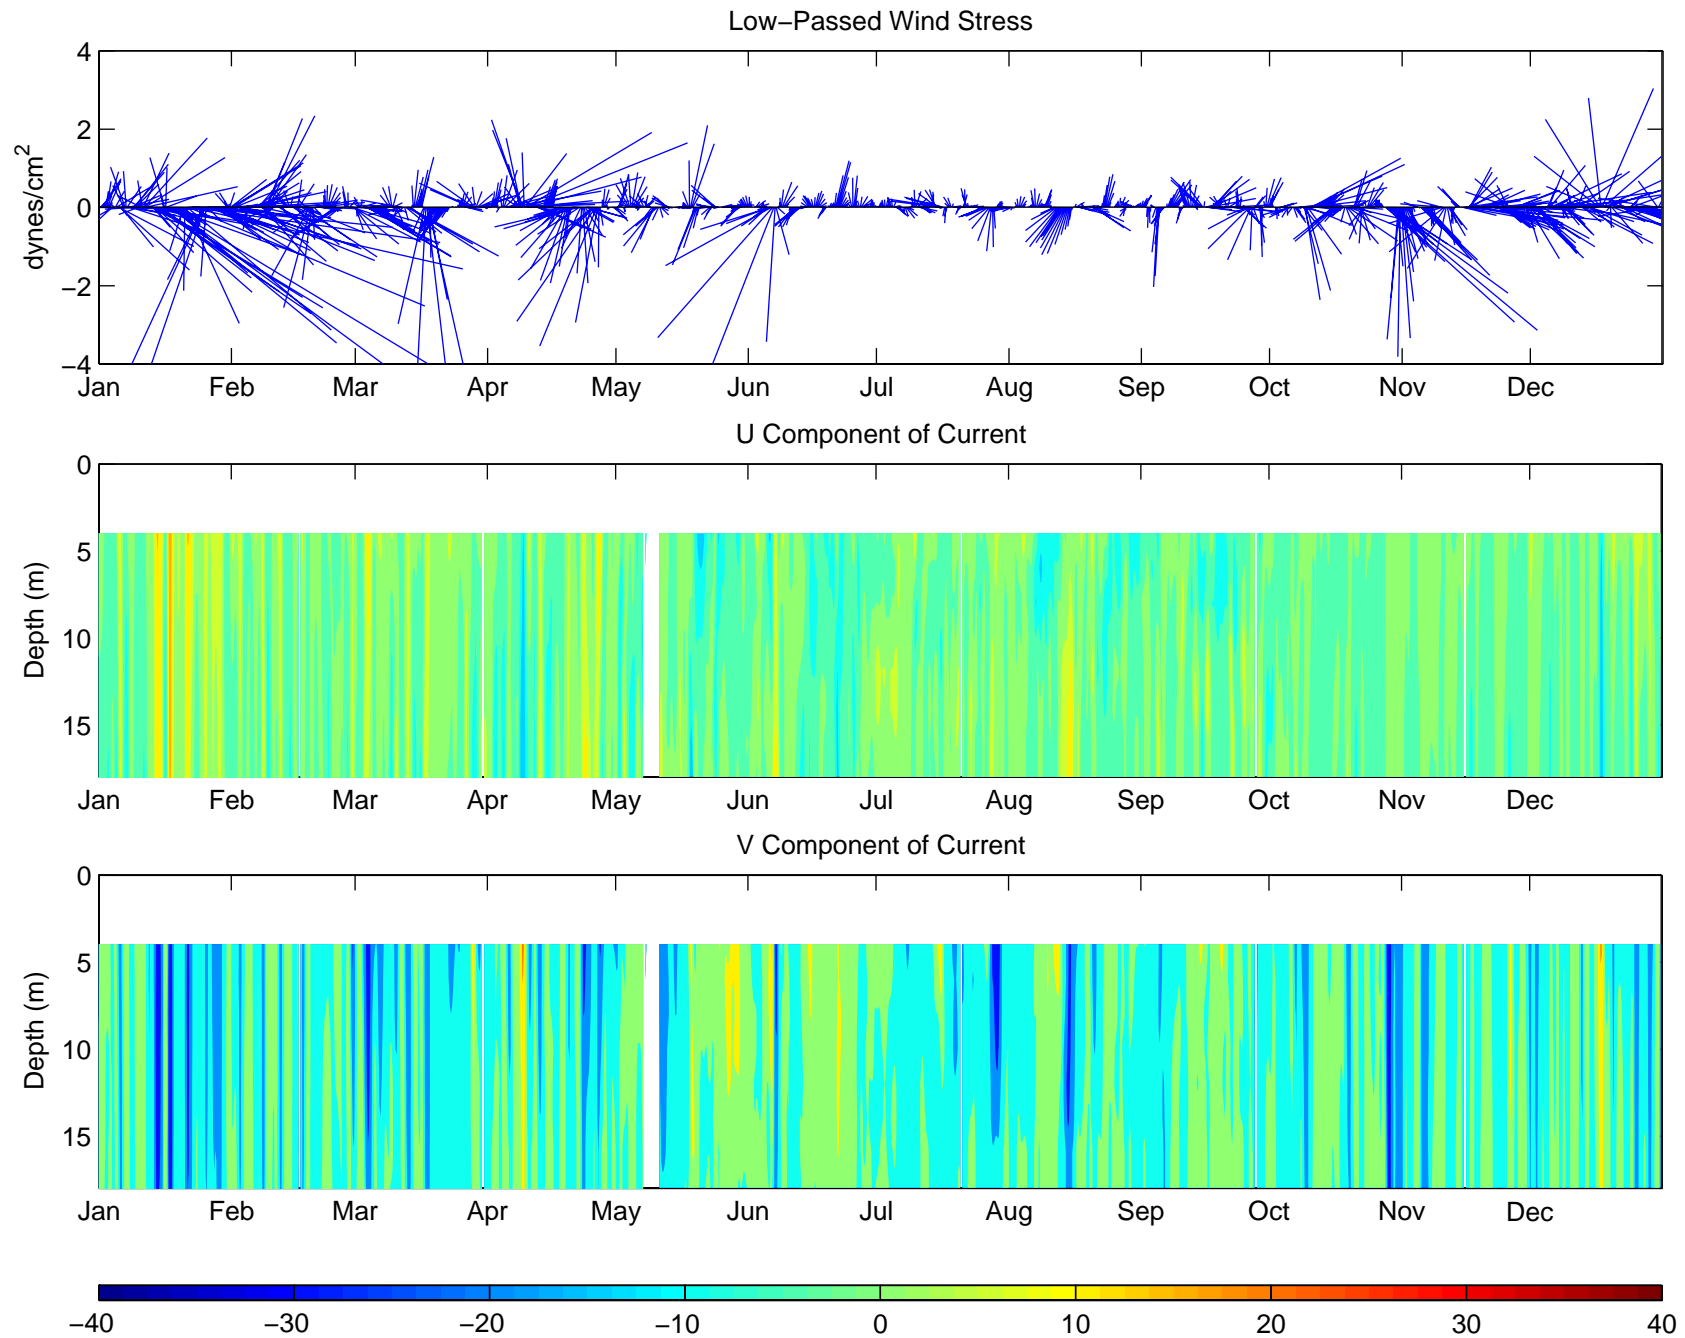 Low−Passed Wind Stress
4
2
0
−2
−4
dynes/cm2
Jan Feb Mar Apr May Jun Jul Aug Sep Oct Nov Dec
U Component of Current
0
5
10
15
Depth (m)
Jan Feb Mar Apr May Jun Jul Aug Sep Oct Nov Dec
V Component of Current
0
5
10
15
Depth (m)
Jan Feb Mar Apr May Jun Jul Aug Sep Oct Nov Dec
−40 −30 −20 −10 0 10 20 30 40